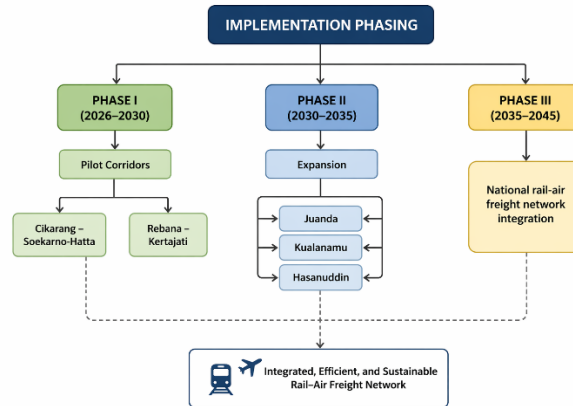 IMPLEMENTATION PHASING
PHASE I
(2026–2030)
PHASE II
(2030–2035)
PHASE III
(2035–2045)
Pilot Corridors
Expansion
National rail-air
freight network
integration
Cikarang –
Soekarno-Hatta
Rebana –
Kertajati
Juanda
Kualanamu
Hasanuddin
Integrated, Efficient, and Sustainable
Rail–Air Freight Network